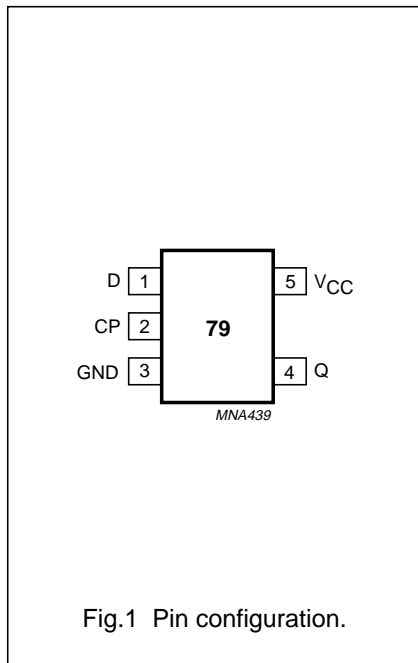 D 1 5 VCC
CP 2 79
GND 3 4 Q
MNA439
Fig.1 Pin configuration.